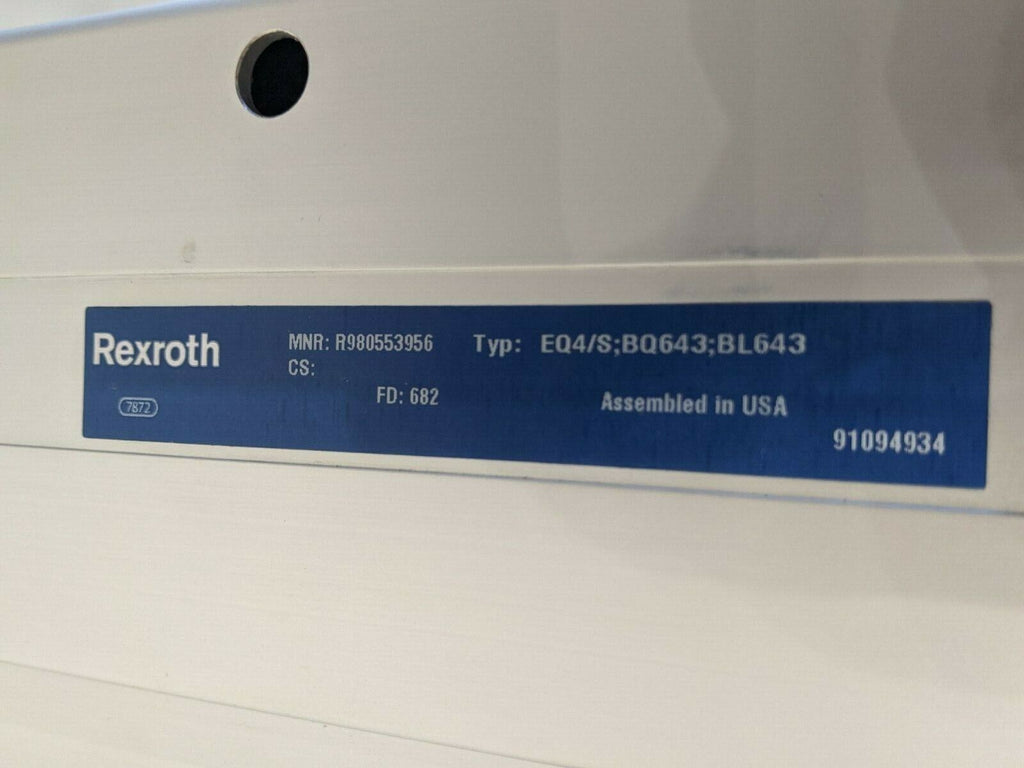 Rexroth
7872
MNR: R980553956
CS:
FD: 682
Typ: EQ4/S;BQ643;BL643
Assembled in USA
91094934